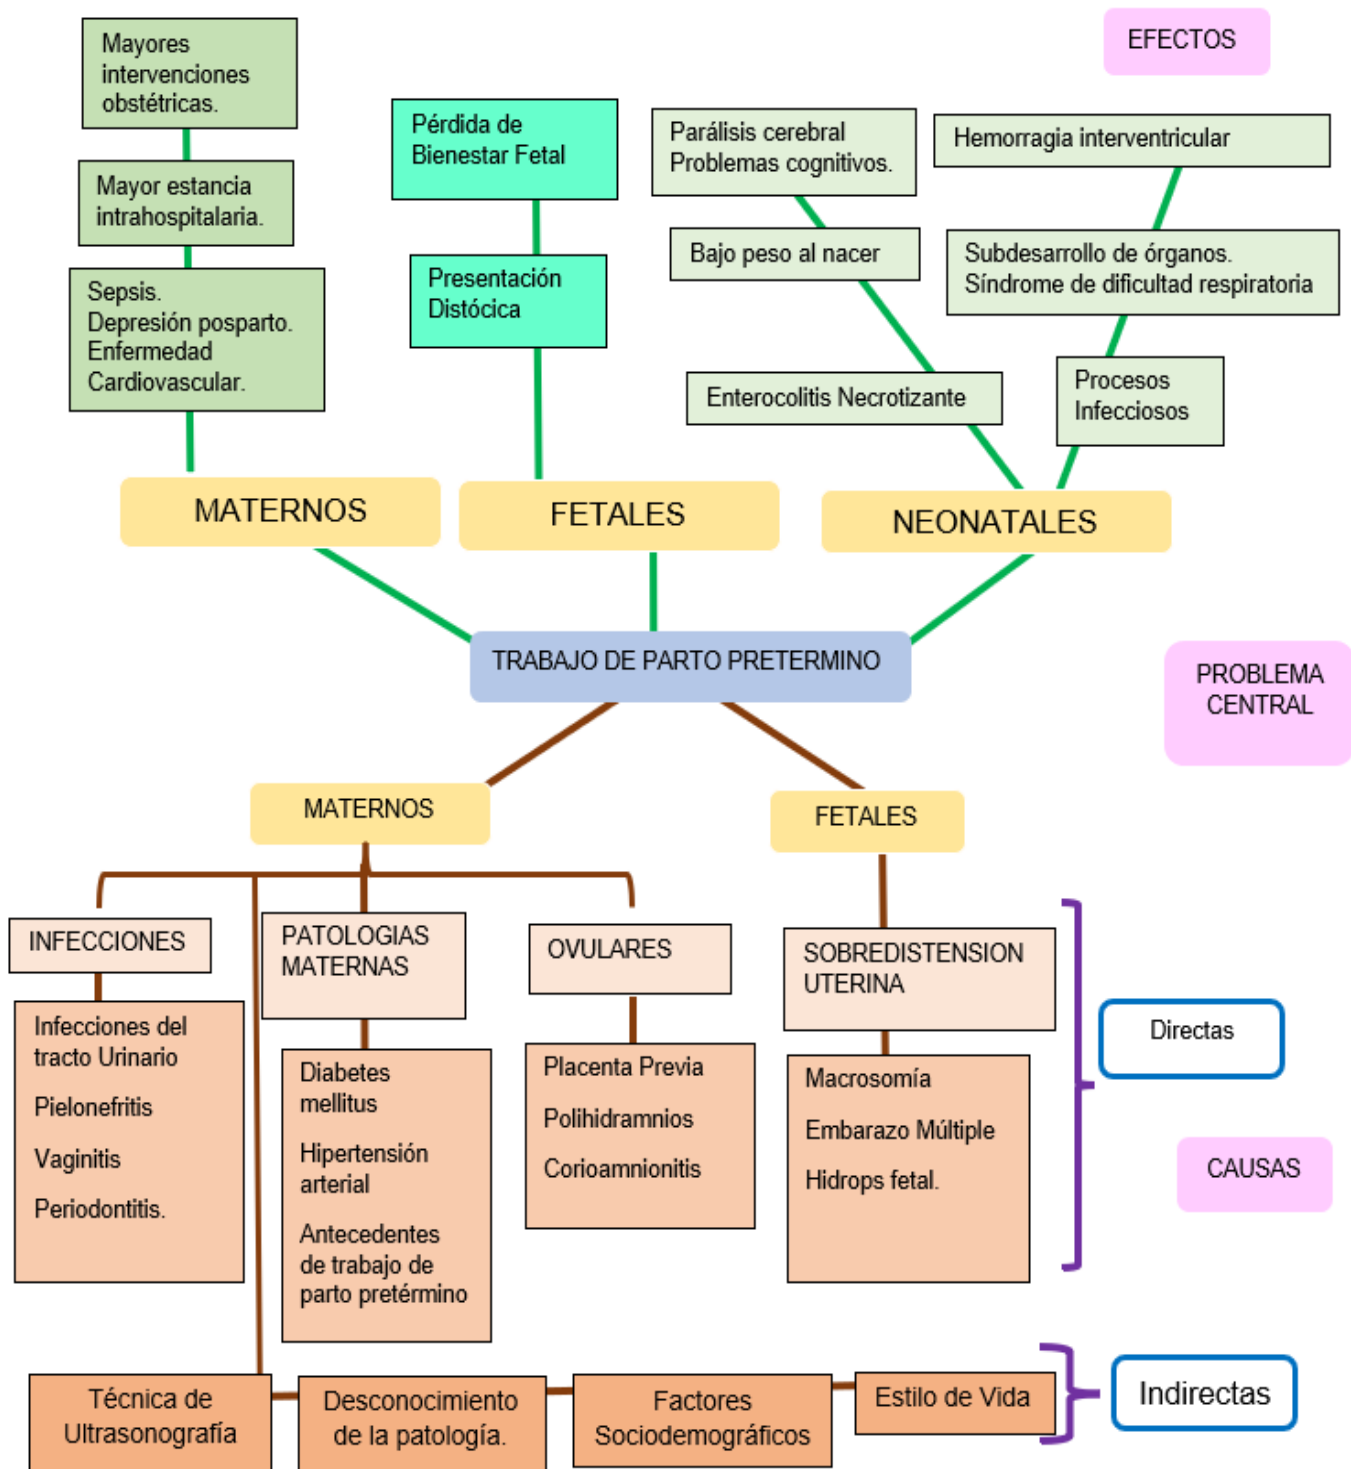 EFECTOS
Mayores
intervenciones
obstétricas.
Mayor estancia
intrahospitalaria.
Sepsis.
Depresión posparto.
Enfermedad
Cardiovascular.
Pérdida de
Bienestar Fetal
Presentación
Distócica
Parálisis cerebral
Problemas cognitivos.
Bajo peso al nacer
Enterocolitis Necrotizante
Hemorragia interventricular
Subdesarrollo de órganos.
Síndrome de dificultad respiratoria
Procesos
Infecciosos
MATERNOS
FETALES
NEONATALES
TRABAJO DE PARTO PRETERMINO
PROBLEMA
CENTRAL
MATERNOS
FETALES
INFECCIONES
Infecciones del
tracto Urinario
Pielonefritis
Vaginitis
Periodontitis.
PATOLOGIAS
MATERNAS
Diabetes
mellitus
Hipertensión
arterial
Antecedentes
de trabajo de
parto pretérmino
OVULARES
Placenta Previa
Polihidramnios
Corioamnionitis
SOBREDISTENSION
UTERINA
Macrosomía
Embarazo Múltiple
Hidrops fetal.
Directas
CAUSAS
Técnica de
Ultrasonografía
Desconocimiento
de la patología.
Factores
Sociodemográficos
Estilo de Vida
Indirectas